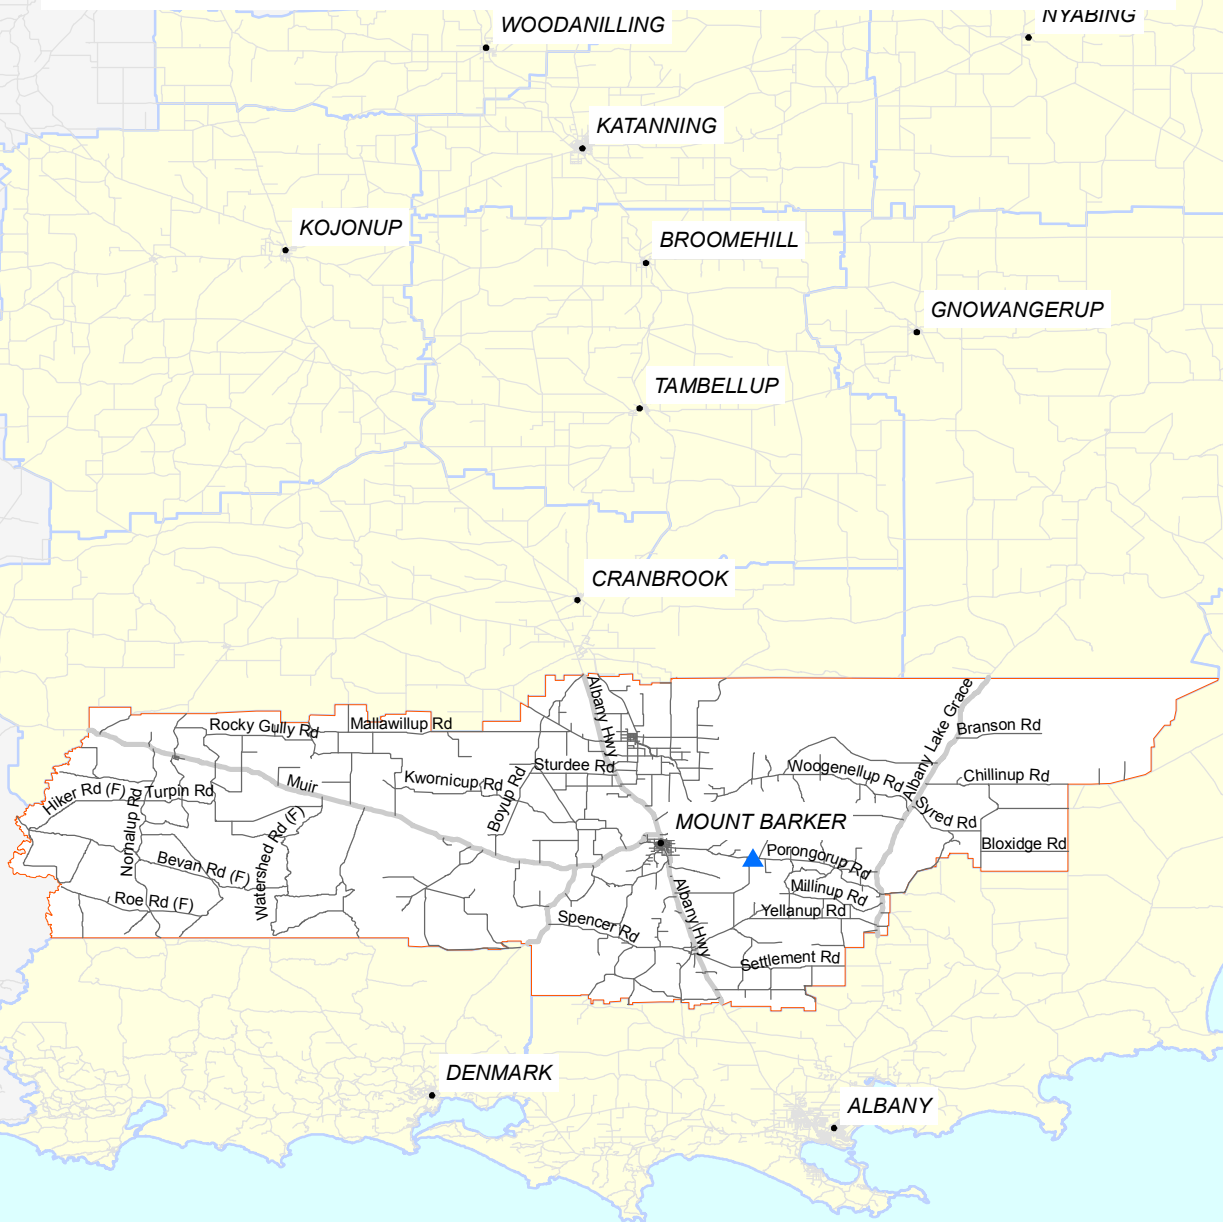 WOODANILLING
NYABING
KATANNING
KOJONUP
BROOMEHILL
GNOWANGERUP
TAMBELLUP
CRANBROOK
Albany Hwy
Albany Lake Grace
Rocky Gully Rd
Mallawillup Rd
Branson Rd
Sturdee Rd
Woogenellup Rd
Chillinup Rd
Muir
Kwornicup Rd
Boyup Rd
Hiker Rd (F)
Turpin Rd
Nornalup Rd
Watershed Rd (F)
Syred Rd
MOUNT BARKER
Bloxidge Rd
Porongorup Rd
Bevan Rd (F)
Millinup Rd
Roe Rd (F)
Yellanup Rd
Albany Hwy
Spencer Rd
Settlement Rd
DENMARK
ALBANY